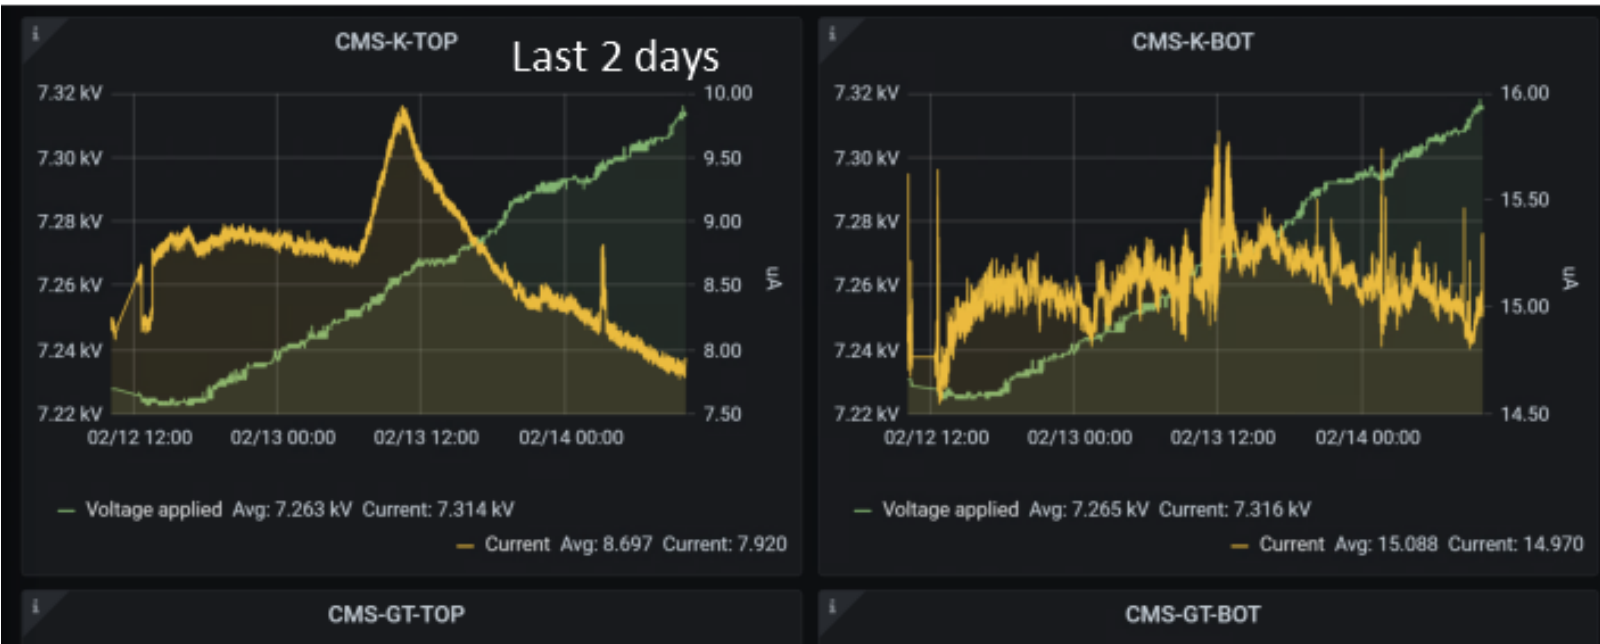 CMS-K-TOP
Last 2 days
7.32 kV
7.30 kV
7.28 kV
7.26 kV
7.24 kV
7.22 kV
10.00
9.50
9.00
8.50
8.00
7.50
uA
02/12 12:00 02/13 00:00 02/13 12:00 02/14 00:00
Voltage applied Avg: 7.263 kV Current: 7.314 kV
Current Avg: 8.697 Current: 7.920
CMS-K-BOT
7.32 kV
7.30 kV
7.28 kV
7.26 kV
7.24 kV
7.22 kV
16.00
15.50
15.00
14.50
uA
02/12 12:00 02/13 00:00 02/13 12:00 02/14 00:00
Voltage applied Avg: 7.265 kV Current: 7.316 kV
Current Avg: 15.088 Current: 14.970
CMS-GT-TOP
CMS-GT-BOT